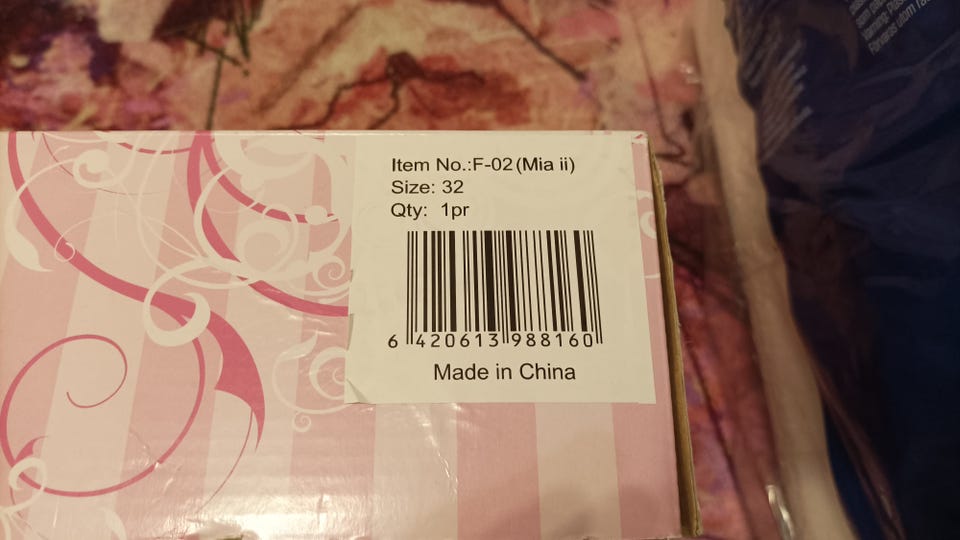 Item No.:F-02(Mia ii)
Size: 32
Qty: 1pr
6 420613 988160
Made in China